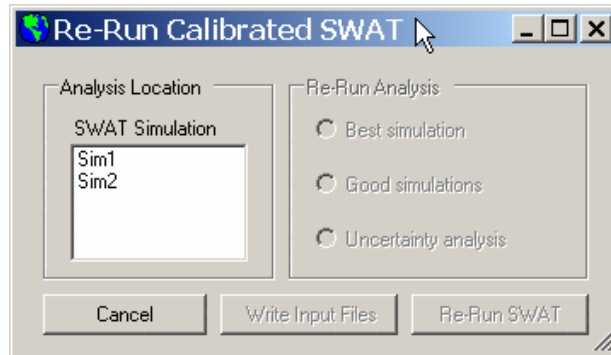 Re-Run Calibrated SWAT
Analysis Location
SWAT Simulation
Sim1
Sim2
Re-Run Analysis
Best simulation
Good simulations
Uncertainty analysis
Cancel
Write Input Files
Re-Run SWAT